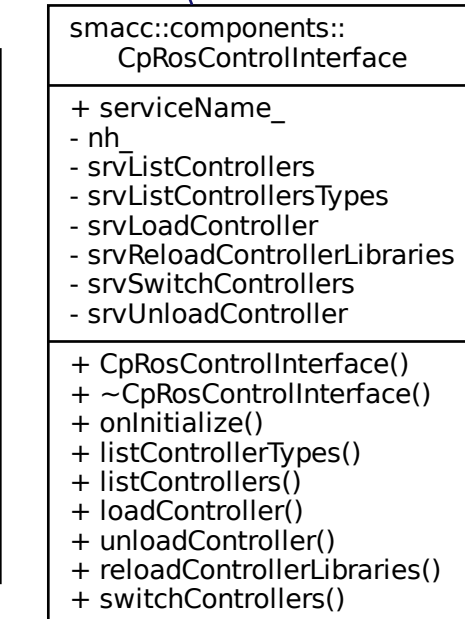 smacc::components::
CpRosControlInterface
+ serviceName_
- nh_
- srvListControllers
- srvListControllersTypes
- srvLoadController
- srvReloadControllerLibraries
- srvSwitchControllers
- srvUnloadController
+ CpRosControlInterface()
+ ~CpRosControlInterface()
+ onInitialize()
+ listControllerTypes()
+ listControllers()
+ loadController()
+ unloadController()
+ reloadControllerLibraries()
+ switchControllers()